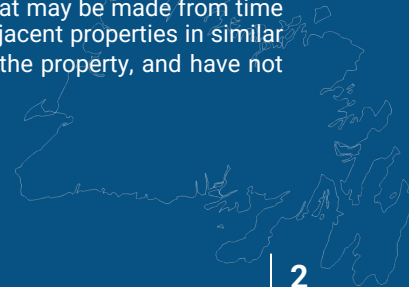 at may be made from time
jacent properties in similar
the property, and have not
2